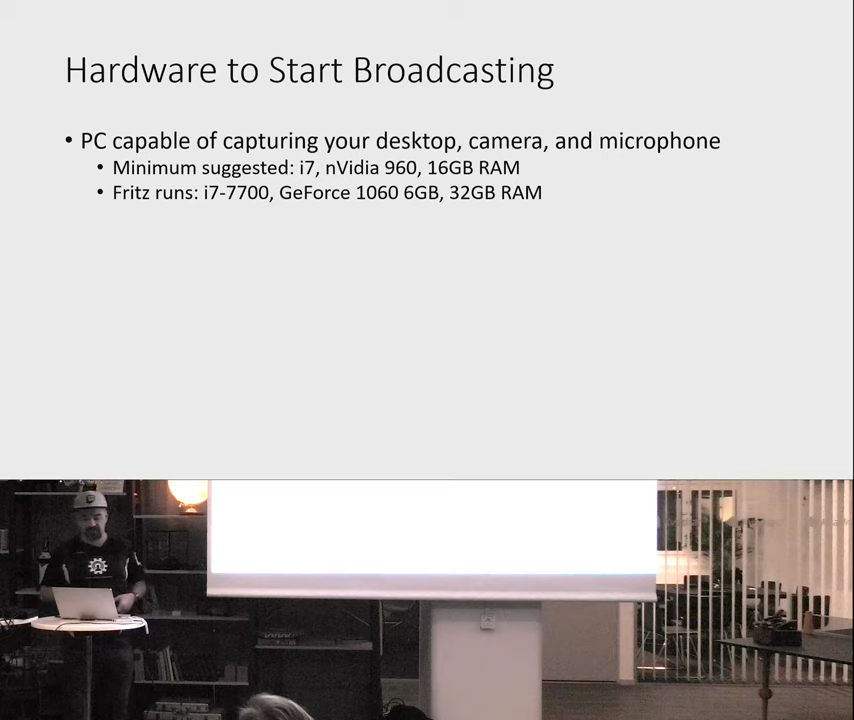 Hardware to Start Broadcasting
• PC capable of capturing your desktop, camera, and microphone
• Minimum suggested: i7, nVidia 960, 16GB RAM
• Fritz runs: i7-7700, GeForce 1060 6GB, 32GB RAM